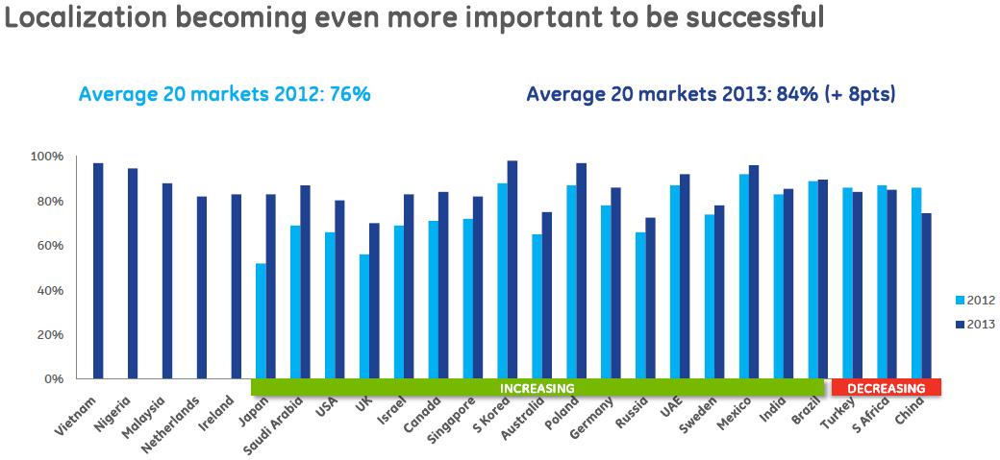 Localization becoming even more important to be successful
Average 20 markets 2012: 76%
Average 20 markets 2013: 84% (+ 8pts)
100%
80%
60%
40%
20%
0%
2012
2013
INCREASING
DECREASING
Vietnam
Nigeria
Malaysia
Netherlands
Ireland
Japan
Saudi Arabia
USA
UK
Israel
Canada
Singapore
S Korea
Australia
Poland
Germany
Russia
UAE
Sweden
Mexico
India
Brazil
Turkey
S Africa
China